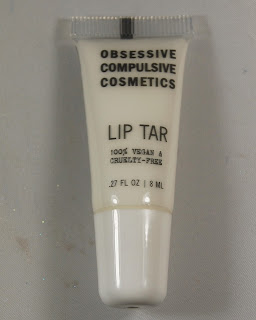 OBSESSIVE
COMPULSIVE
COSMETICS
LIP TAR
100% VEGAN &
CRUELTY-FREE
.27 FL OZ | 8 ML